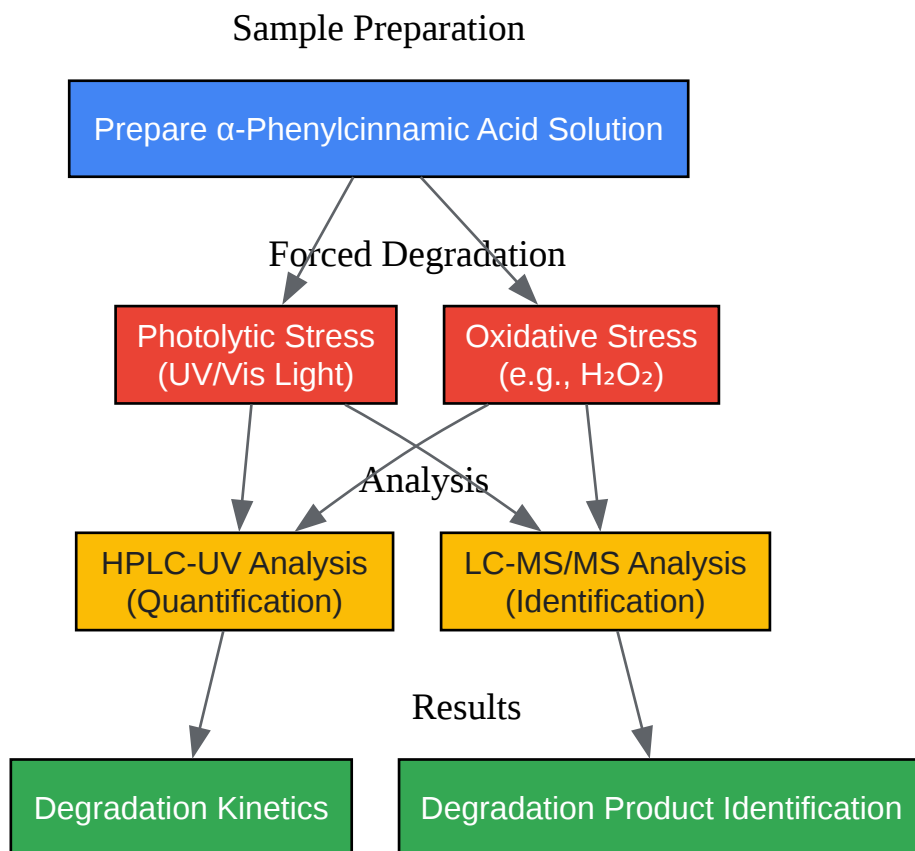 Sample Preparation
Prepare α-Phenylcinnamic Acid Solution
Forced Degradation
Photolytic Stress
(UV/Vis Light)
Oxidative Stress
(e.g., H₂O₂)
Analysis
HPLC-UV Analysis
(Quantification)
LC-MS/MS Analysis
(Identification)
Results
Degradation Kinetics
Degradation Product Identification